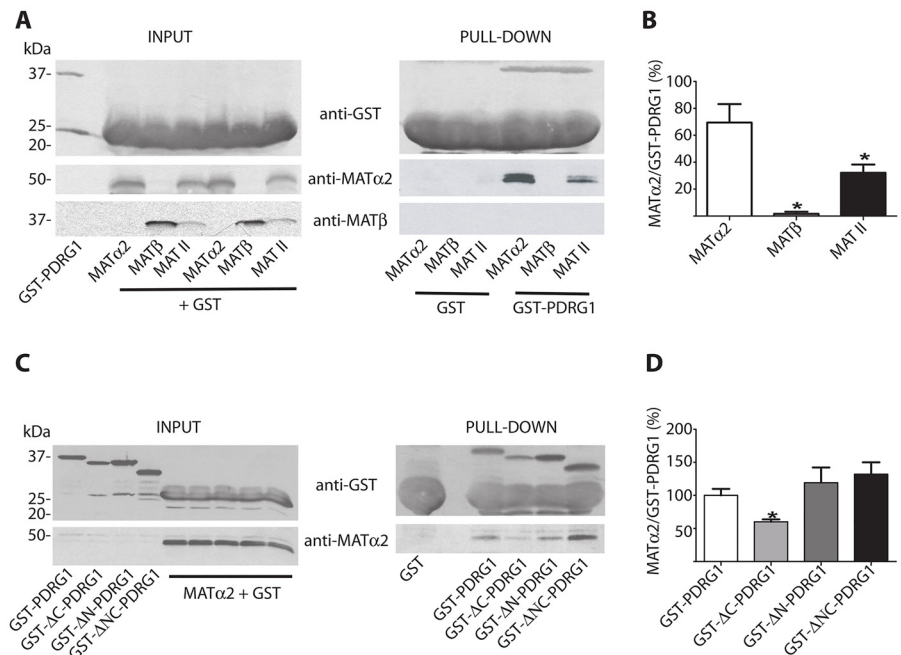 A
INPUT
PULL-DOWN
kDa
37-
25-
20-
50-
37-
anti-GST
anti-MATα2
anti-MATβ
GST-PDRG1
MATα2
MATβ
MAT II
MATα2
MATβ
MAT II
+ GST
MATα2
MATβ
MAT II
MATα2
MATβ
MAT II
GST
GST-PDRG1
B
MATα2/GST-PDRG1 (%)
100
80
60
40
20
*
*
MATα2
MATβ
MAT II
C
INPUT
PULL-DOWN
kDa
37-
25-
20-
50-
anti-GST
anti-MATα2
GST-PDRG1
GST-ΔC-PDRG1
GST-ΔN-PDRG1
GST-ΔNC-PDRG1
MATα2 + GST
GST
GST-PDRG1
GST-ΔC-PDRG1
GST-ΔN-PDRG1
GST-ΔNC-PDRG1
D
MATα2/GST-PDRG1 (%)
200
150
100
50
*
GST-PDRG1
GST-ΔC-PDRG1
GST-ΔN-PDRG1
GST-ΔNC-PDRG1